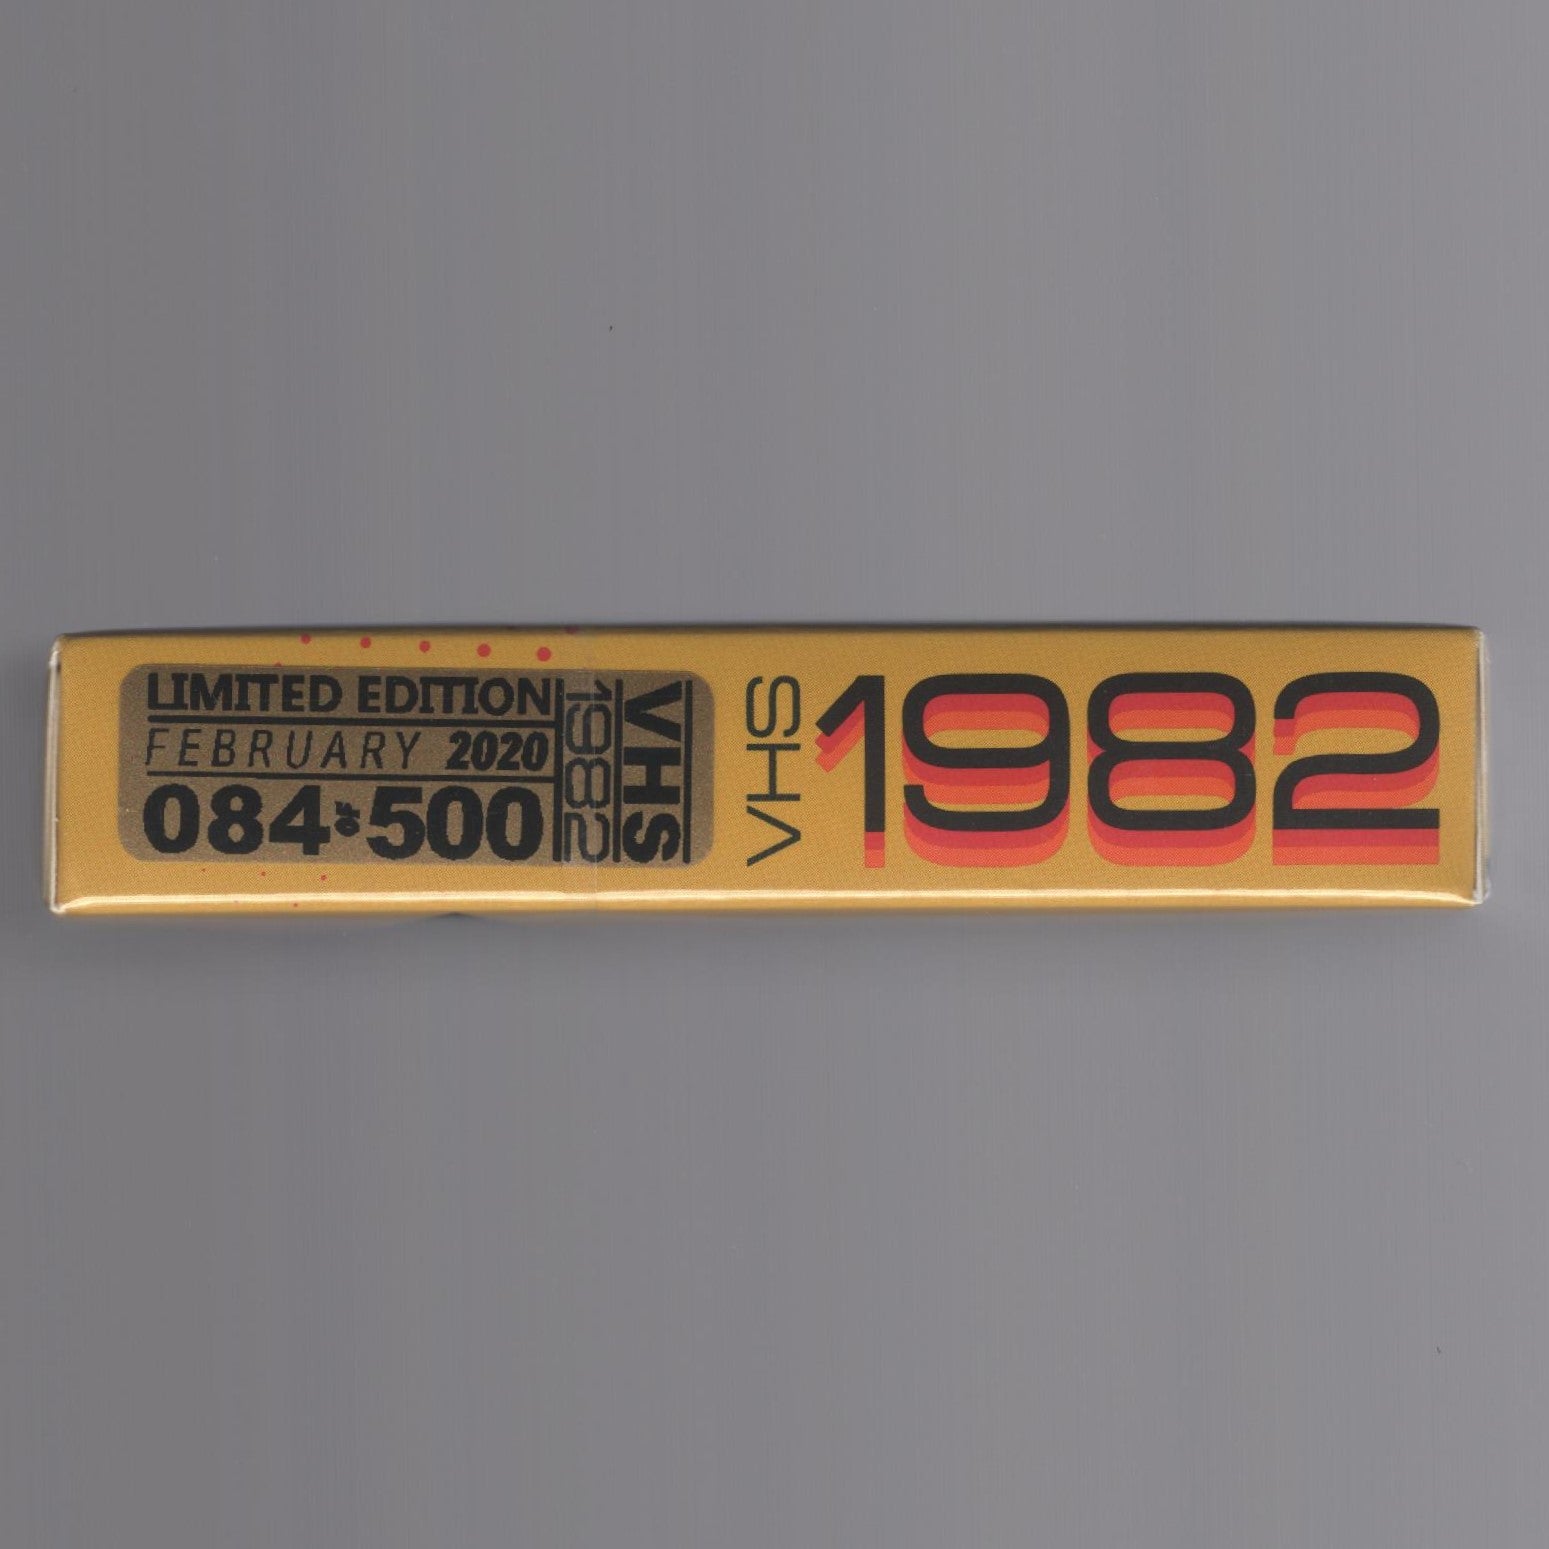 LIMITED EDITION
FEBRUARY 2020
084 OF 500
1982
VHS
VHS
1982